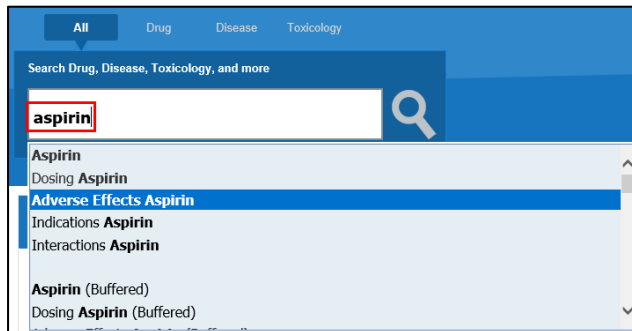 All Drug Disease Toxicology
Search Drug, Disease, Toxicology, and more
aspirin
Aspirin
Dosing Aspirin
Adverse Effects Aspirin
Indications Aspirin
Interactions Aspirin
Aspirin (Buffered)
Dosing Aspirin (Buffered)